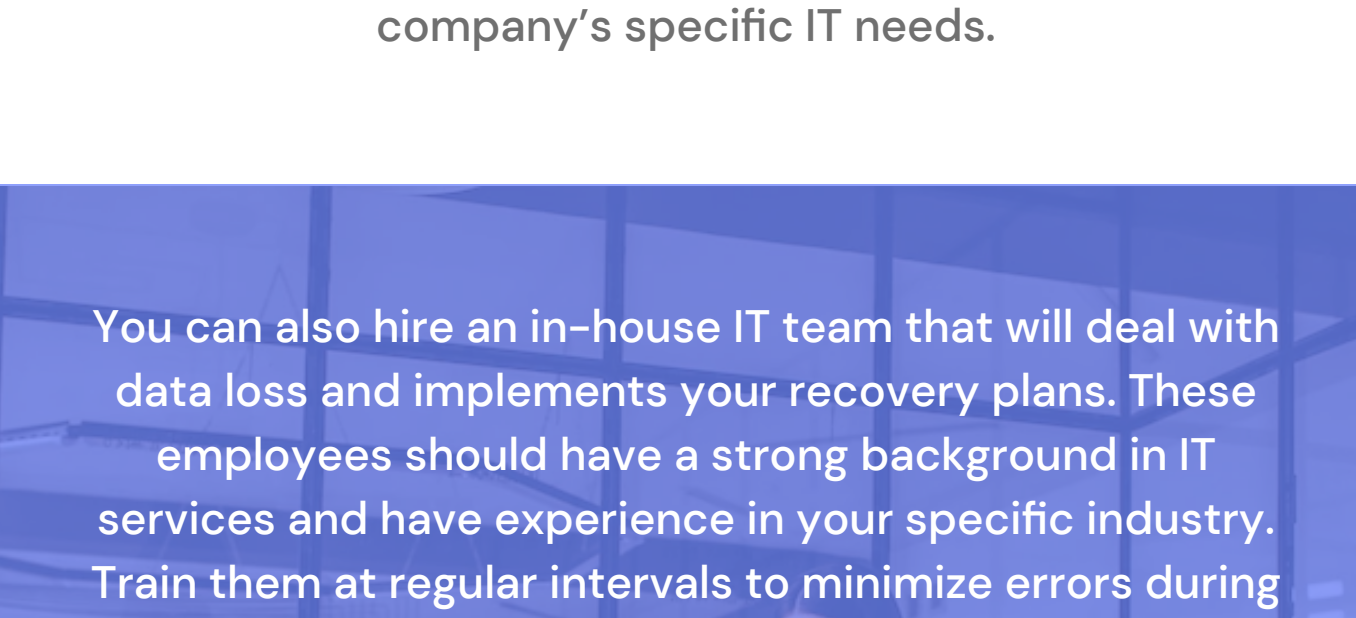 company’s specific IT needs.
You can also hire an in-house IT team that will deal with
data loss and implements your recovery plans. These
employees should have a strong background in IT
services and have experience in your specific industry.
Train them at regular intervals to minimize errors during